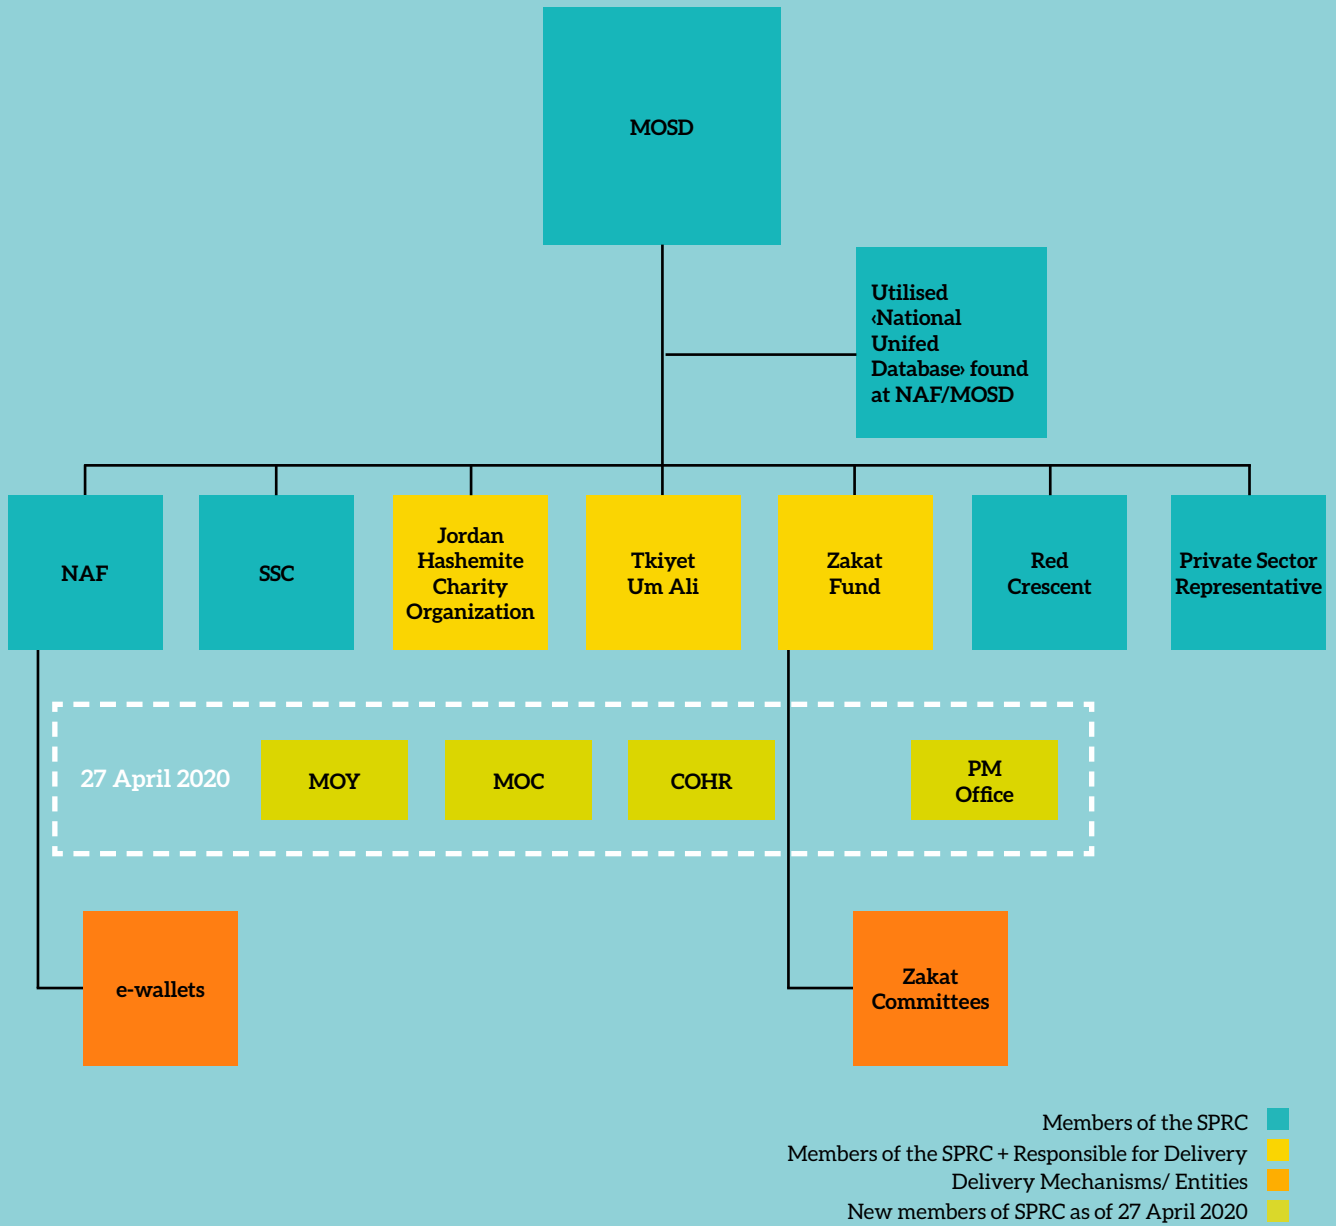 MOSD
Utilised
‹National
Unifed
Database› found
at NAF/MOSD
NAF
SSC
Jordan
Hashemite
Charity
Organization
Tkiyet
Um Ali
Zakat
Fund
Red
Crescent
Private Sector
Representative
27 April 2020
MOY
MOC
COHR
PM
Office
e-wallets
Zakat
Committees
Members of the SPRC
Members of the SPRC + Responsible for Delivery
Delivery Mechanisms/ Entities
New members of SPRC as of 27 April 2020